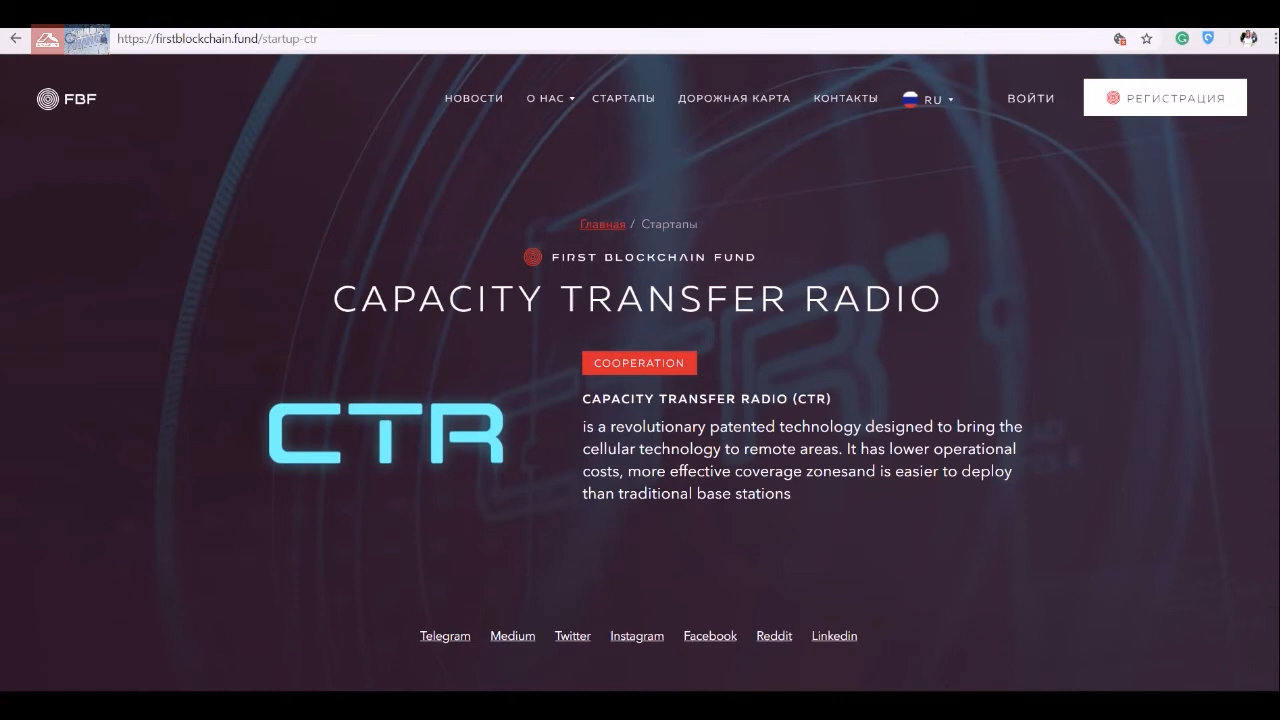 https://firstblockchain.fund/startup-ctr
FBF
НОВОСТИ
О НАС
СТАРТАПЫ
ДОРОЖНАЯ КАРТА
КОНТАКТЫ
RU
ВОЙТИ
РЕГИСТРАЦИЯ
Главная / Стартапы
FIRST BLOCKCHAIN FUND
CAPACITY TRANSFER RADIO
COOPERATION
CTR
CAPACITY TRANSFER RADIO (CTR)
is a revolutionary patented technology designed to bring the
cellular technology to remote areas. It has lower operational
costs, more effective coverage zonesand is easier to deploy
than traditional base stations
Telegram
Medium
Twitter
Instagram
Facebook
Reddit
Linkedin